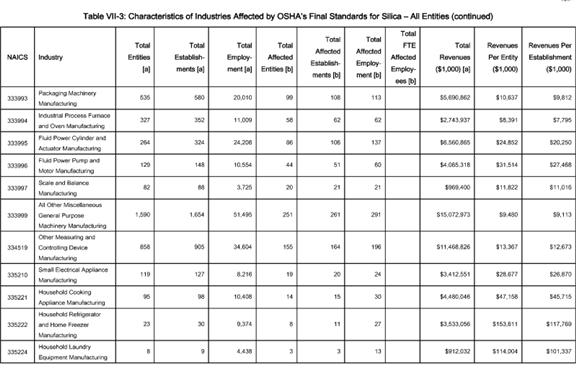 Table VII-3: Characteristics of Industries Affected by OSHA's Final Standards for Silica – All Entities (continued)
NAICS Industry Total Entities [a] Total Establish-ments [a] Total Employ-ment [a] Total Affected Entities [b] Total Affected Establish-ments [b] Total Affected Employ-ment [b] Total FTE Affected Employ-ees [b] Total Revenues ($1,000) [a] Revenues Per Entity ($1,000) Revenues Per Establishment ($1,000)
333993 Packaging Machinery Manufacturing 535 580 20,010 99 108 113 $5,690,862 $10,637 $9,812
333994 Industrial Process Furnace and Oven Manufacturing 327 352 11,009 58 62 62 $2,743,937 $8,391 $7,795
333995 Fluid Power Cylinder and Actuator Manufacturing 264 324 24,208 86 106 137 $6,560,865 $24,852 $20,250
333996 Fluid Power Pump and Motor Manufacturing 129 148 10,554 44 51 60 $4,065,318 $31,514 $27,468
333997 Scale and Balance Manufacturing 82 88 3,725 20 21 21 $969,400 $11,822 $11,016
333999 All Other Miscellaneous General Purpose Machinery Manufacturing 1,590 1,654 51,495 251 261 291 $15,072,973 $9,480 $9,113
334519 Other Measuring and Controlling Device Manufacturing 858 905 34,604 155 164 196 $11,468,826 $13,367 $12,673
335210 Small Electrical Appliance Manufacturing 119 127 8,216 19 20 24 $3,412,551 $28,677 $26,870
335221 Household Cooking Appliance Manufacturing 95 98 10,408 14 15 30 $4,480,046 $47,158 $45,715
335222 Household Refrigerator and Home Freezer Manufacturing 23 30 9,374 8 11 27 $3,533,056 $153,611 $117,769
335224 Household Laundry Equipment Manufacturing 8 9 4,438 3 3 13 $912,032 $114,004 $101,337